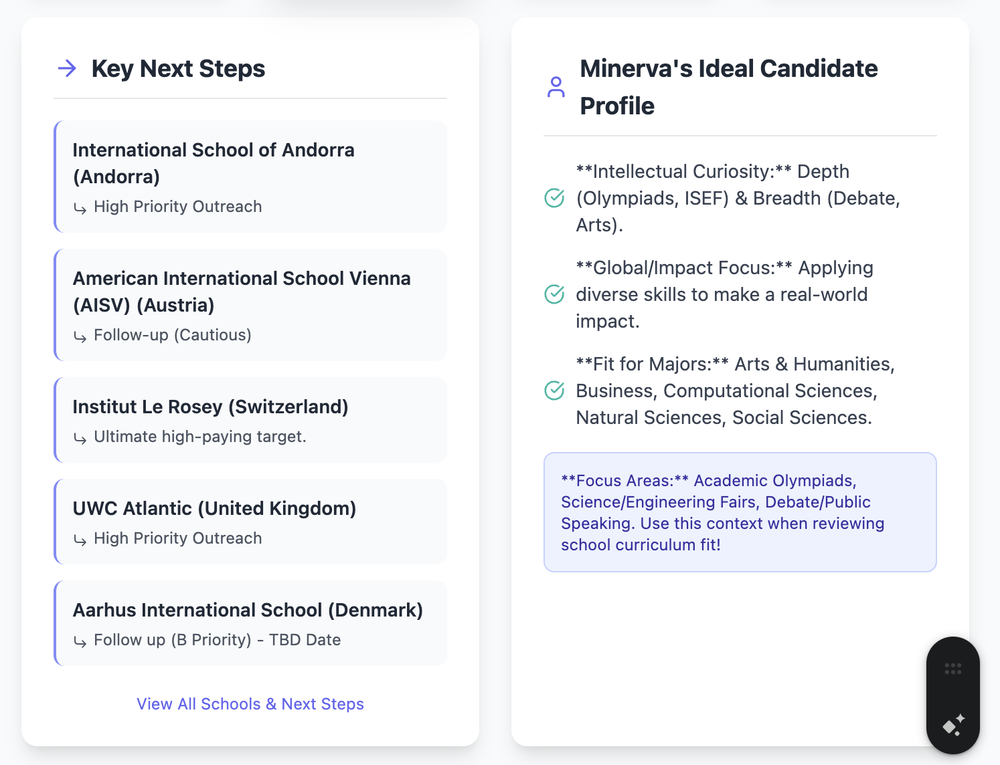 Key Next Steps
International School of Andorra
(Andorra)
High Priority Outreach
American International School Vienna
(AISV) (Austria)
Follow-up (Cautious)
Institut Le Rosey (Switzerland)
Ultimate high-paying target.
UWC Atlantic (United Kingdom)
High Priority Outreach
Aarhus International School (Denmark)
Follow up (B Priority) - TBD Date
View All Schools & Next Steps
Minerva's Ideal Candidate
Profile
**Intellectual Curiosity:** Depth
(Olympiads, ISEF) & Breadth (Debate,
Arts).
**Global/Impact Focus:** Applying
diverse skills to make a real-world
impact.
**Fit for Majors:** Arts & Humanities,
Business, Computational Sciences,
Natural Sciences, Social Sciences.
**Focus Areas:** Academic Olympiads,
Science/Engineering Fairs, Debate/Public
Speaking. Use this context when reviewing
school curriculum fit!